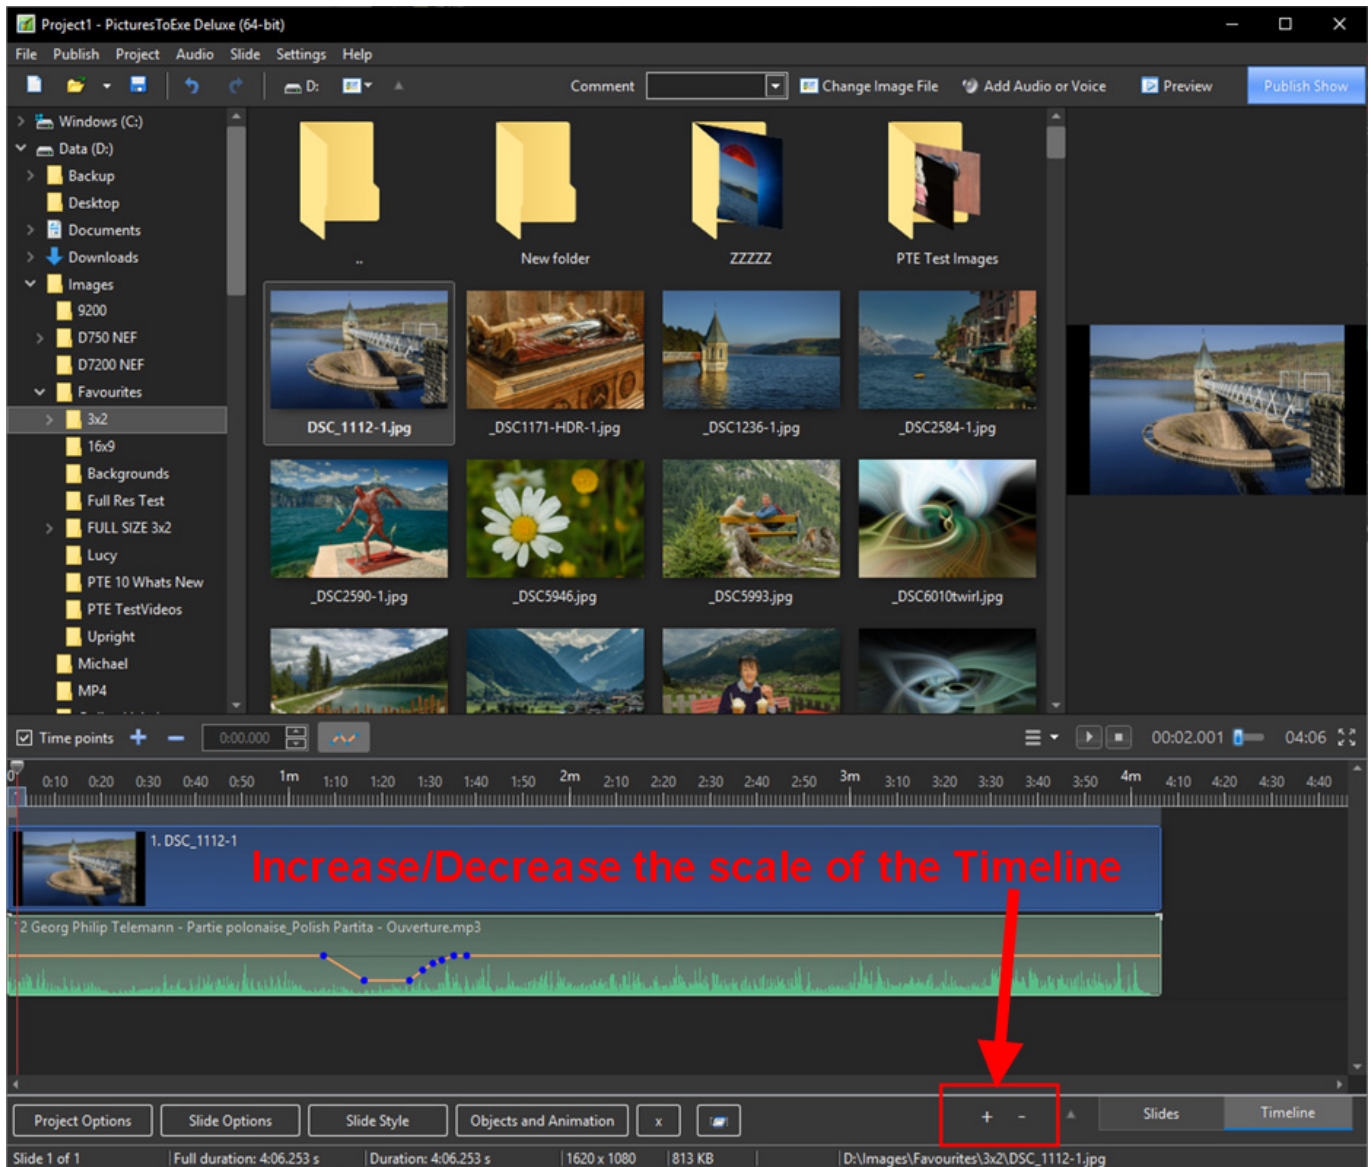 Project1 - PicturesToExe Deluxe (64-bit)
File Publish Project Audio Slide Settings Help
D: Comment Change Image File Add Audio or Voice Preview Publish Show
Windows (C:)
Data (D:)
Backup
Desktop
Documents
Downloads
Images
9200
D750 NEF
D7200 NEF
Favourites
3x2
16x9
Backgrounds
Full Res Test
FULL SIZE 3x2
Lucy
PTE 10 Whats New
PTE TestVideos
Upright
Michael
MP4
.. New folder ZZZZZ PTE Test Images
DSC_1112-1.jpg _DSC1171-HDR-1.jpg _DSC1236-1.jpg _DSC2584-1.jpg
_DSC2590-1.jpg _DSC5946.jpg _DSC5993.jpg _DSC6010twirl.jpg
Time points + - 0:00.000 00:02.001 04:06
0 0:10 0:20 0:30 0:40 0:50 1m 1:10 1:20 1:30 1:40 1:50 2m 2:10 2:20 2:30 2:40 2:50 3m 3:10 3:20 3:30 3:40 3:50 4m 4:10 4:20 4:30 4:40
1. DSC_1112-1
Increase/Decrease the scale of the Timeline
2 Georg Philip Telemann - Partie polonaise_Polish Partita - Ouverture.mp3
Project Options Slide Options Slide Style Objects and Animation x + - Slides Timeline
Slide 1 of 1 Full duration: 4:06.253 s Duration: 4:06.253 s 1620 x 1080 813 KB D:\Images\Favourites\3x2\DSC_1112-1.jpg